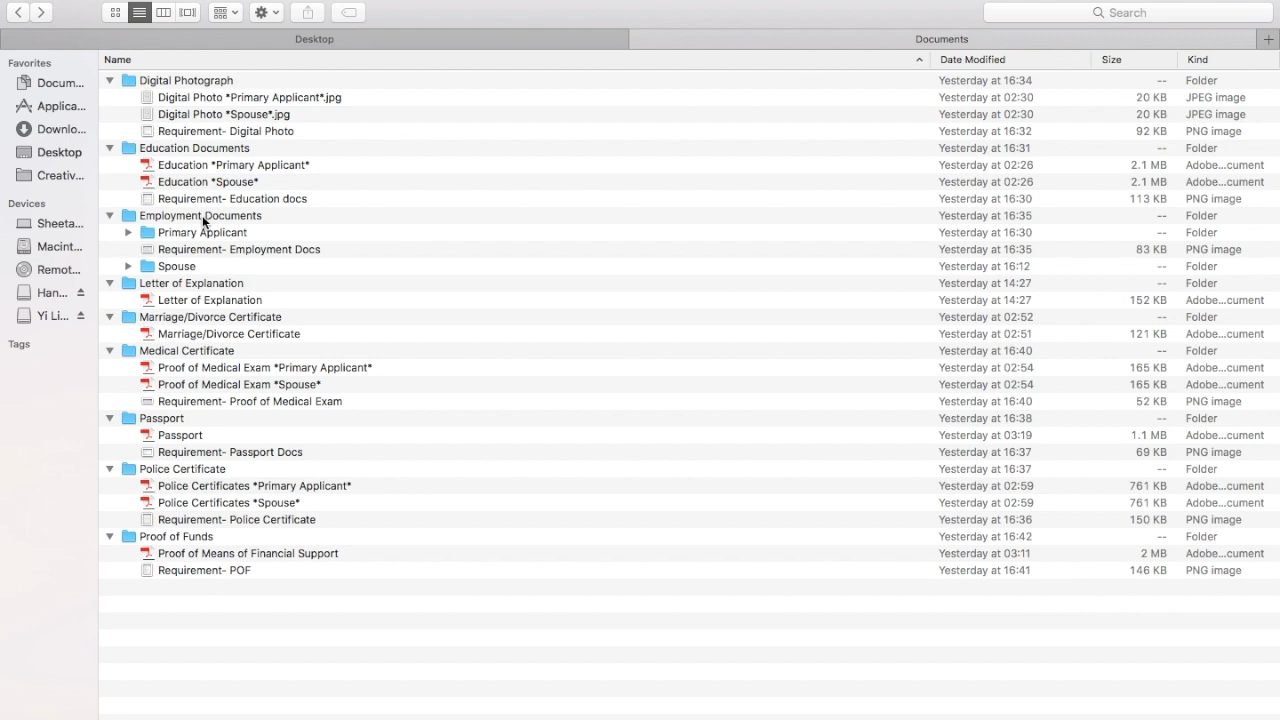 Search
Desktop Documents +
Favorites
Docum...
Applica...
Downlo...
Desktop
Creativ...
Devices
Sheeta...
Macint...
Remot...
Han...
Yi Li...
Tags
Name Date Modified Size Kind
Digital Photograph Yesterday at 16:34 -- Folder
Digital Photo *Primary Applicant*.jpg Yesterday at 02:30 20 KB JPEG image
Digital Photo *Spouse*.jpg Yesterday at 02:30 20 KB JPEG image
Requirement- Digital Photo Yesterday at 16:32 92 KB PNG image
Education Documents Yesterday at 16:31 -- Folder
Education *Primary Applicant* Yesterday at 02:26 2.1 MB Adobe...cument
Education *Spouse* Yesterday at 02:26 2.1 MB Adobe...cument
Requirement- Education docs Yesterday at 16:30 113 KB PNG image
Employment Documents Yesterday at 16:35 -- Folder
Primary Applicant Yesterday at 16:30 -- Folder
Requirement- Employment Docs Yesterday at 16:35 83 KB PNG image
Spouse Yesterday at 16:12 -- Folder
Letter of Explanation Yesterday at 14:27 -- Folder
Letter of Explanation Yesterday at 14:27 152 KB Adobe...cument
Marriage/Divorce Certificate Yesterday at 02:52 -- Folder
Marriage/Divorce Certificate Yesterday at 02:51 121 KB Adobe...cument
Medical Certificate Yesterday at 16:40 -- Folder
Proof of Medical Exam *Primary Applicant* Yesterday at 02:54 165 KB Adobe...cument
Proof of Medical Exam *Spouse* Yesterday at 02:54 165 KB Adobe...cument
Requirement- Proof of Medical Exam Yesterday at 16:40 52 KB PNG image
Passport Yesterday at 16:38 -- Folder
Passport Yesterday at 03:19 1.1 MB Adobe...cument
Requirement- Passport Docs Yesterday at 16:37 69 KB PNG image
Police Certificate Yesterday at 16:37 -- Folder
Police Certificates *Primary Applicant* Yesterday at 02:59 761 KB Adobe...cument
Police Certificates *Spouse* Yesterday at 02:59 761 KB Adobe...cument
Requirement- Police Certificate Yesterday at 16:36 150 KB PNG image
Proof of Funds Yesterday at 16:42 -- Folder
Proof of Means of Financial Support Yesterday at 03:11 2 MB Adobe...cument
Requirement- POF Yesterday at 16:41 146 KB PNG image